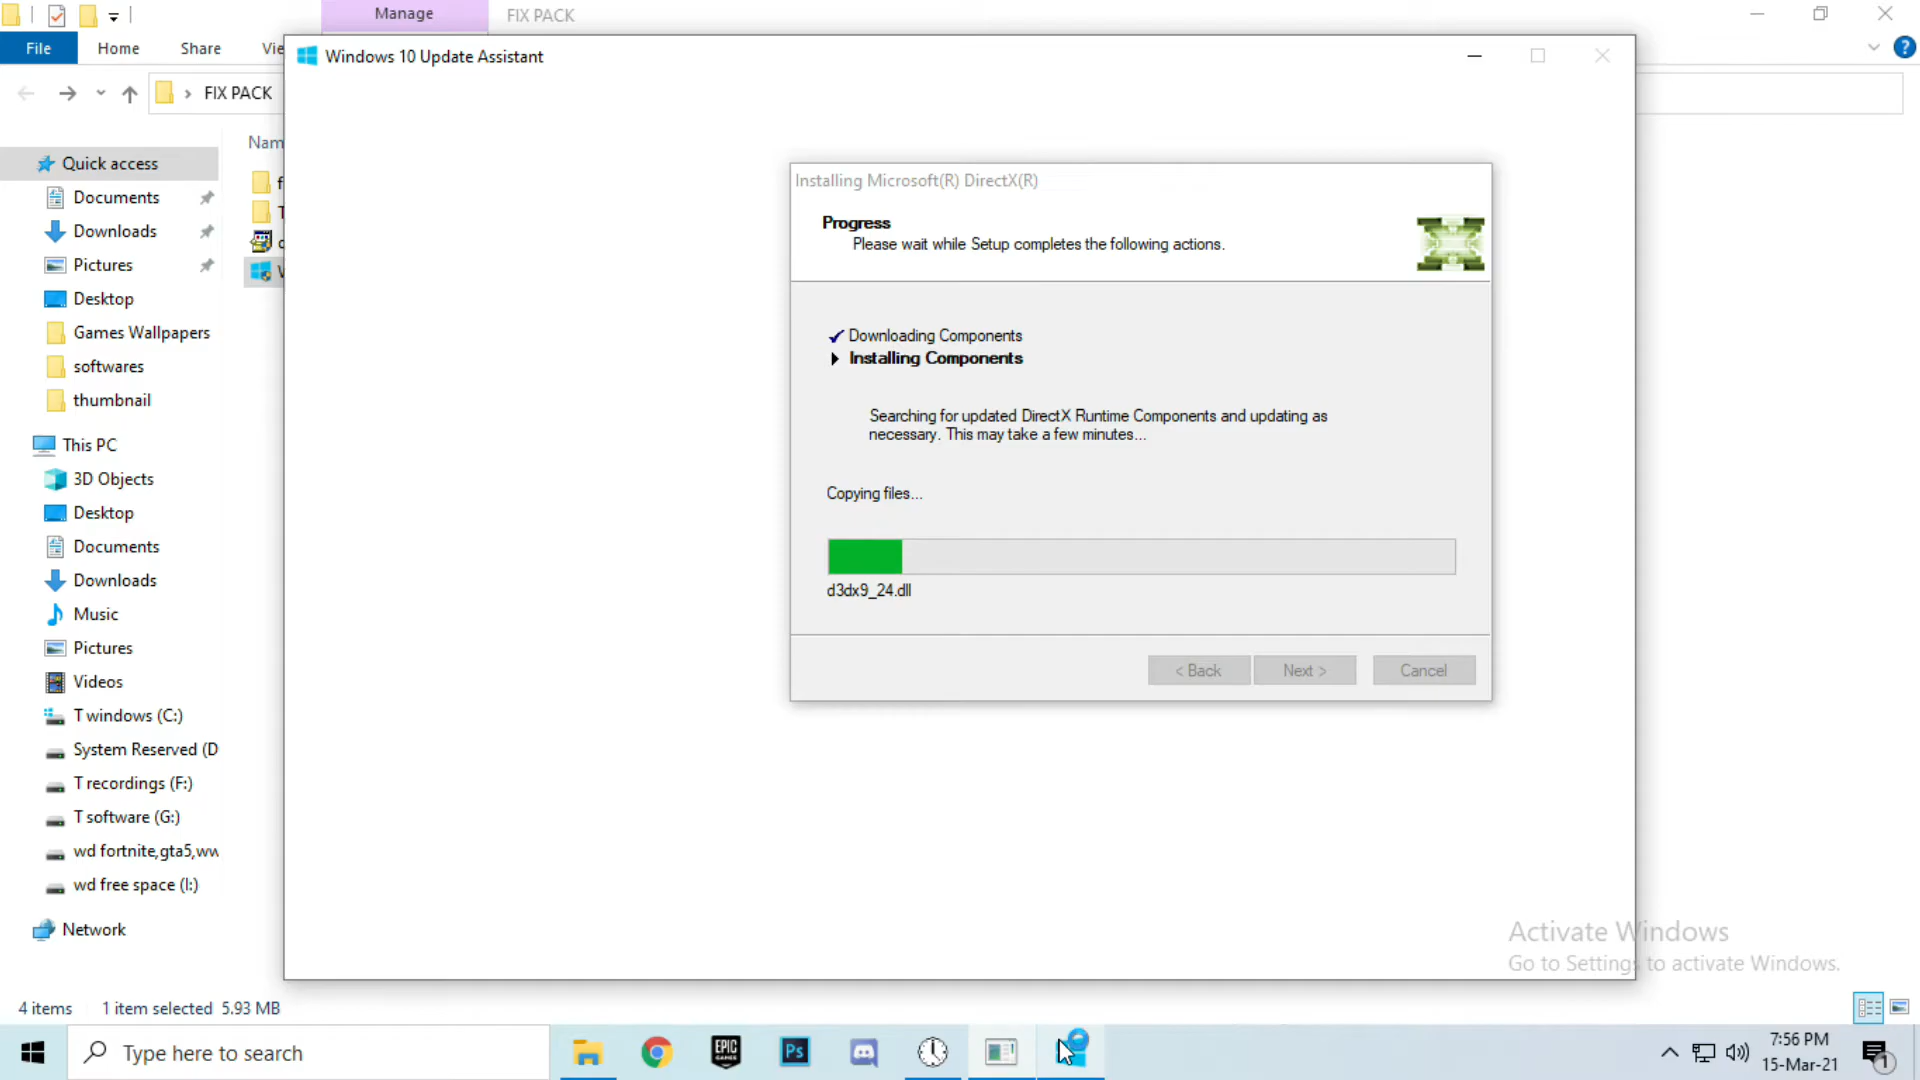 Manage
FIX PACK
File
Home
Share
Vie
Windows 10 Update Assistant
FIX PACK
Nam
Quick access
Documents
Downloads
Pictures
Desktop
Games Wallpapers
softwares
thumbnail
This PC
3D Objects
Desktop
Documents
Downloads
Music
Pictures
Videos
T windows (C:)
System Reserved (D
T recordings (F:)
T software (G:)
wd fortnite,gta5,ww
wd free space (I:)
Network
Installing Microsoft(R) DirectX(R)
Progress
Please wait while Setup completes the following actions.
Downloading Components
Installing Components
Searching for updated DirectX Runtime Components and updating as
necessary. This may take a few minutes...
Copying files...
d3dx9_24.dll
< Back
Next >
Cancel
Activate Windows
Go to Settings to activate Windows.
4 items
1 item selected 5.93 MB
Type here to search
EPIC
GAMES
Ps
7:56 PM
15-Mar-21
1